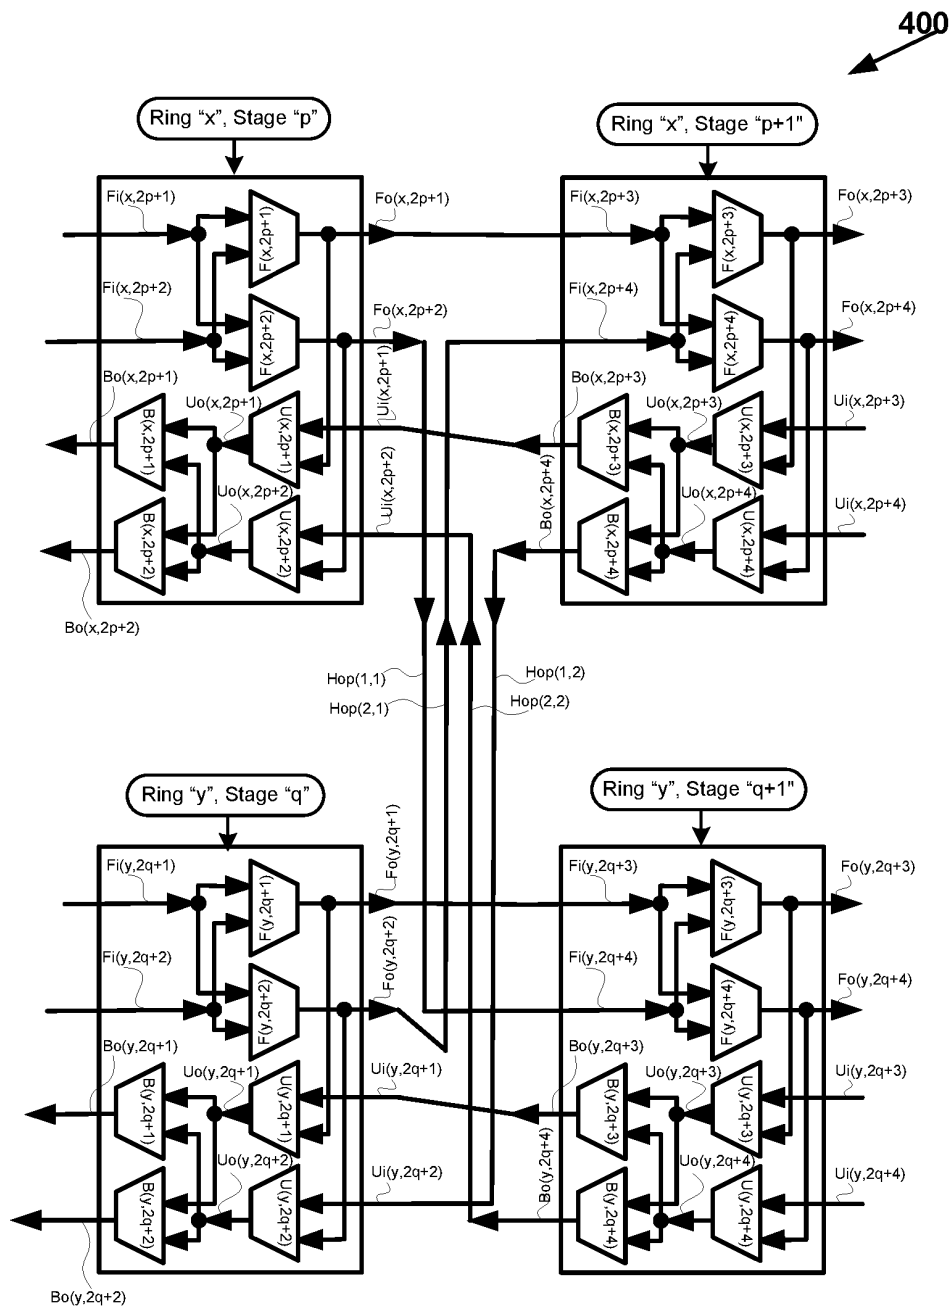 400
Ring “x”, Stage “p”
Ring “x”, Stage “p+1"
Fi(x,2p+1)
F(x,2p+1)
Fo(x,2p+1)
Fi(x,2p+3)
F(x,2p+3)
Fo(x,2p+3)
Fi(x,2p+2)
F(x,2p+2)
Fo(x,2p+2)
Fi(x,2p+4)
F(x,2p+4)
Fo(x,2p+4)
Bo(x,2p+1)
B(x,2p+1)
Uo(x,2p+1)
U(x,2p+1)
Ui(x,2p+1)
Bo(x,2p+3)
B(x,2p+3)
Uo(x,2p+3)
U(x,2p+3)
Ui(x,2p+3)
Bo(x,2p+2)
B(x,2p+2)
Uo(x,2p+2)
U(x,2p+2)
Ui(x,2p+2)
Bo(x,2p+4)
B(x,2p+4)
Uo(x,2p+4)
U(x,2p+4)
Ui(x,2p+4)
Hop(1,1)
Hop(1,2)
Hop(2,1)
Hop(2,2)
Ring “y”, Stage “q”
Ring “y”, Stage “q+1"
Fi(y,2q+1)
F(y,2q+1)
Fo(y,2q+1)
Fi(y,2q+3)
F(y,2q+3)
Fo(y,2q+3)
Fi(y,2q+2)
F(y,2q+2)
Fo(y,2q+2)
Fi(y,2q+4)
F(y,2q+4)
Fo(y,2q+4)
Bo(y,2q+1)
B(y,2q+1)
Uo(y,2q+1)
U(y,2q+1)
Ui(y,2q+1)
Bo(y,2q+3)
B(y,2q+3)
Uo(y,2q+3)
U(y,2q+3)
Ui(y,2q+3)
Bo(y,2q+2)
B(y,2q+2)
Uo(y,2q+2)
U(y,2q+2)
Ui(y,2q+2)
Bo(y,2q+4)
B(y,2q+4)
Uo(y,2q+4)
U(y,2q+4)
Ui(y,2q+4)